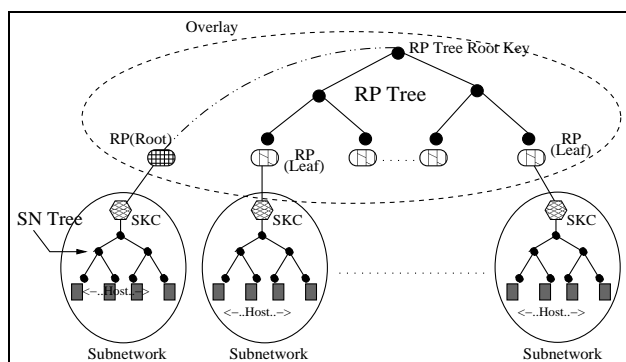 Overlay
RP Tree Root Key
RP Tree
RP(Root)
RP
(Leaf)
RP
(Leaf)
SN Tree
SKC
SKC
SKC
<-..Host..->
<-..Host..->
<-..Host..->
Subnetwork
Subnetwork
Subnetwork